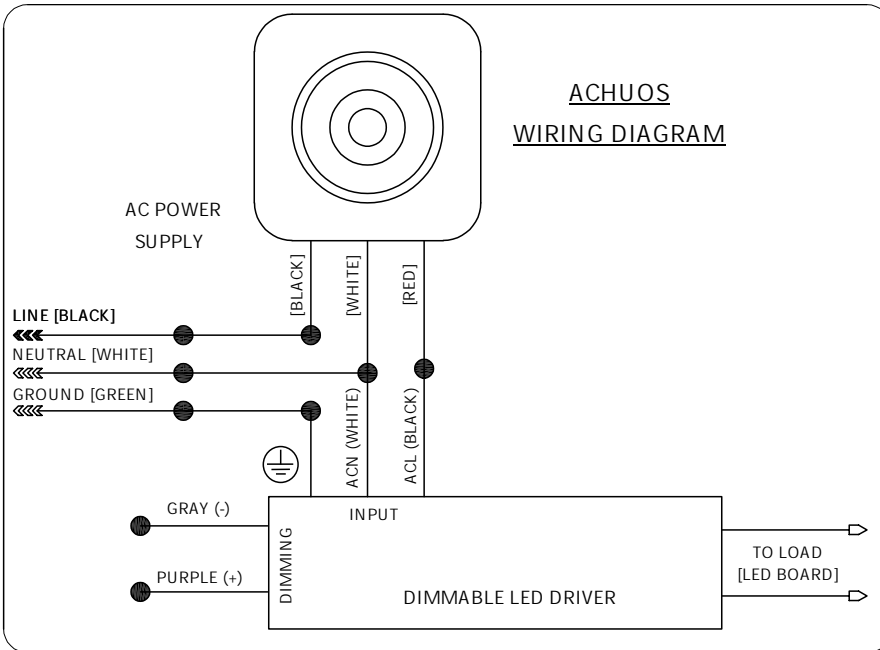 ACHUOS
WIRING DIAGRAM
AC POWER
SUPPLY
[BLACK]
[WHITE]
[RED]
LINE [BLACK]
NEUTRAL [WHITE]
GROUND [GREEN]
ACN (WHITE)
ACL (BLACK)
GRAY (-)
PURPLE (+)
DIMMING
INPUT
DIMMABLE LED DRIVER
TO LOAD
[LED BOARD]